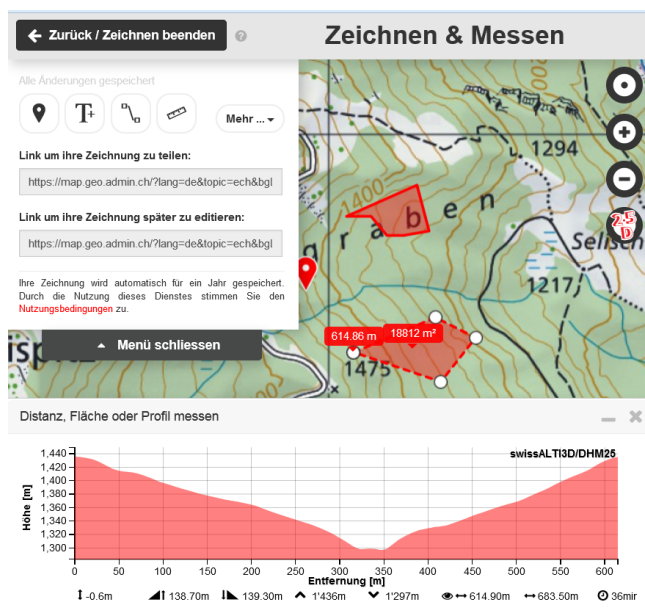 Zurück / Zeichnen beenden
Zeichnen & Messen
Alle Änderungen gespeichert
T+
Mehr ...
Link um ihre Zeichnung zu teilen:
https://map.geo.admin.ch/?lang=de&topic=ech&bgl
Link um ihre Zeichnung später zu editieren:
https://map.geo.admin.ch/?lang=de&topic=ech&bgl
Ihre Zeichnung wird automatisch für ein Jahr gespeichert.
Durch die Nutzung dieses Dienstes stimmen Sie den
Nutzungsbedingungen zu.
Menü schliessen
1294
1400
graben
2.5
D
Selisch
1217
614.86 m
18812 m²
1475
Distanz, Fläche oder Profil messen
swissALTI3D/DHM25
Höhe [m]
1,440
1,420
1,400
1,380
1,360
1,340
1,320
1,300
0 50 100 150 200 250 300 350 400 450 500 550 600
Entfernung [m]
-0.6m 138.70m 139.30m 1'436m 1'297m 614.90m 683.50m 36min